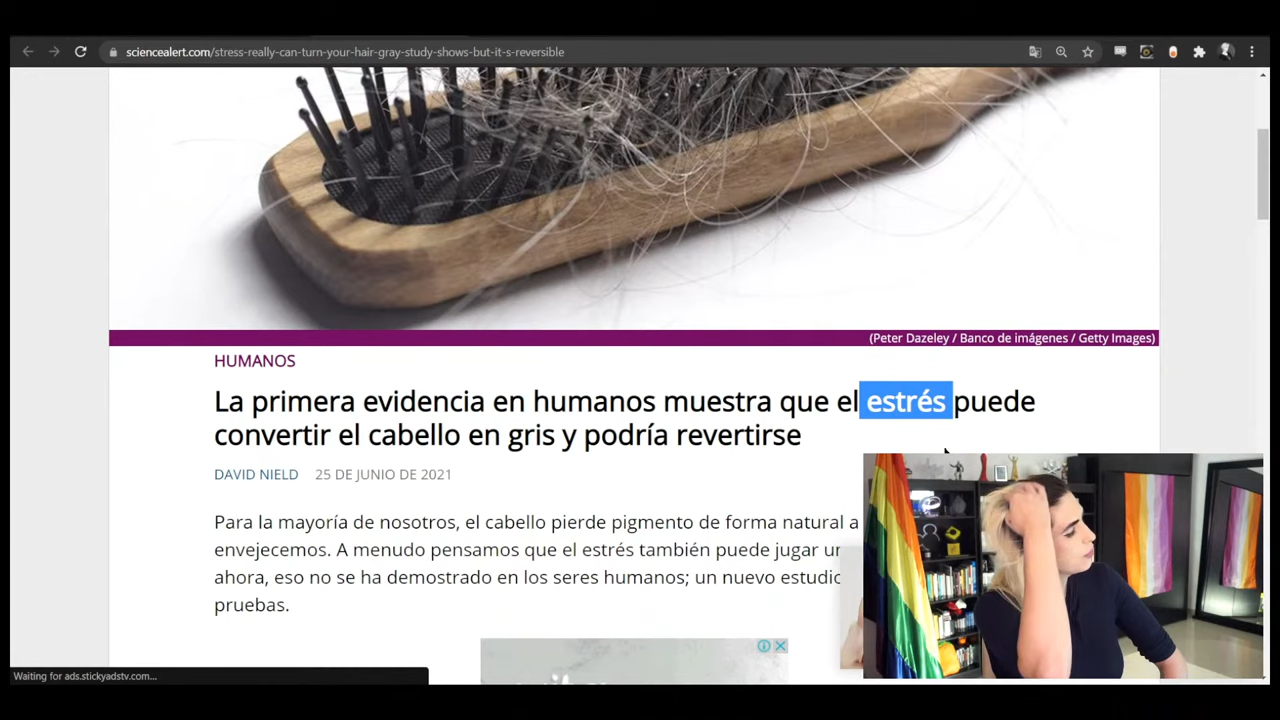 sciencealert.com/stress-really-can-turn-your-hair-gray-study-shows-but-it-s-reversible
(Peter Dazeley / Banco de imágenes / Getty Images)
HUMANOS
La primera evidencia en humanos muestra que el estrés puede
convertir el cabello en gris y podría revertirse
DAVID NIELD 25 DE JUNIO DE 2021
Para la mayoría de nosotros, el cabello pierde pigmento de forma natural a
envejecemos. A menudo pensamos que el estrés también puede jugar
ahora, eso no se ha demostrado en los seres humanos; un nuevo estudio
pruebas.
Waiting for ads.stickyadstv.com...